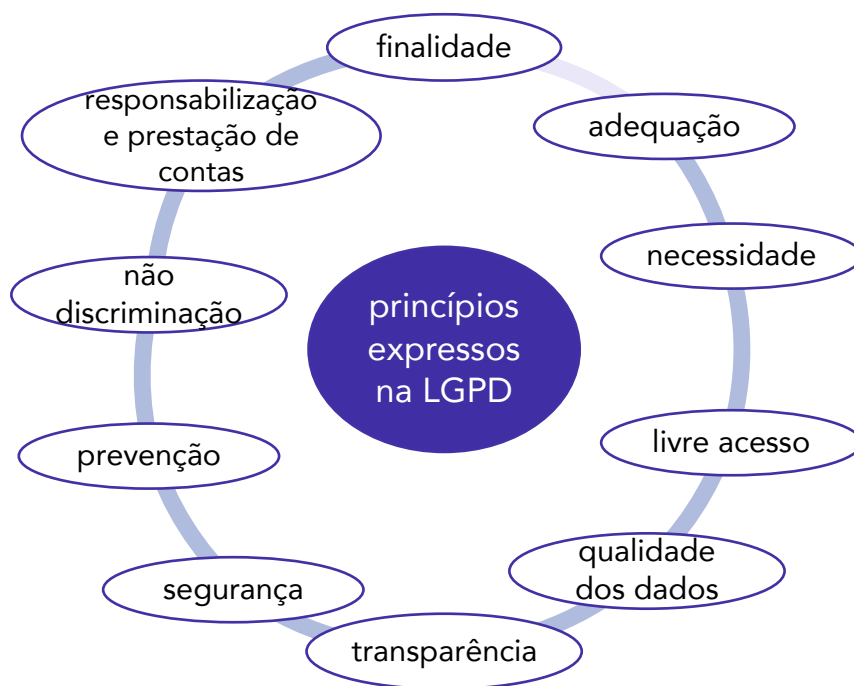 finalidade
adequação
necessidade
livre acesso
qualidade
dos dados
transparência
segurança
prevenção
não
discriminação
responsabilização
e prestação de
contas
princípios
expressos
na LGPD